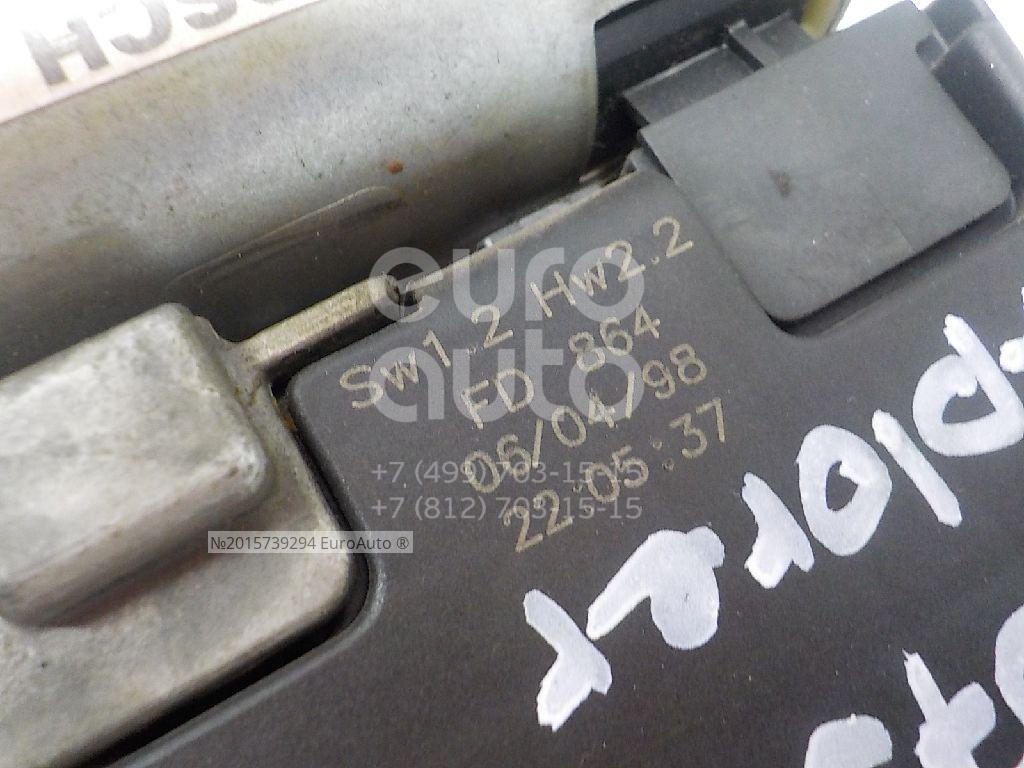 SCH
Sw1.2 Hw2.2
FD 864
06/04/98
22:05:37
euro
auto
+7 (499) 703-15-15
+7 (812) 703-15-15
№2015739294 EuroAuto ®